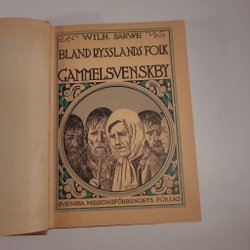 WILH. SARWE
BLAND RYSSLANDS FOLK
GAMMELSVENSKBY
SVENSKA MISSIONSFÖRBUNDETS FÖRLAG